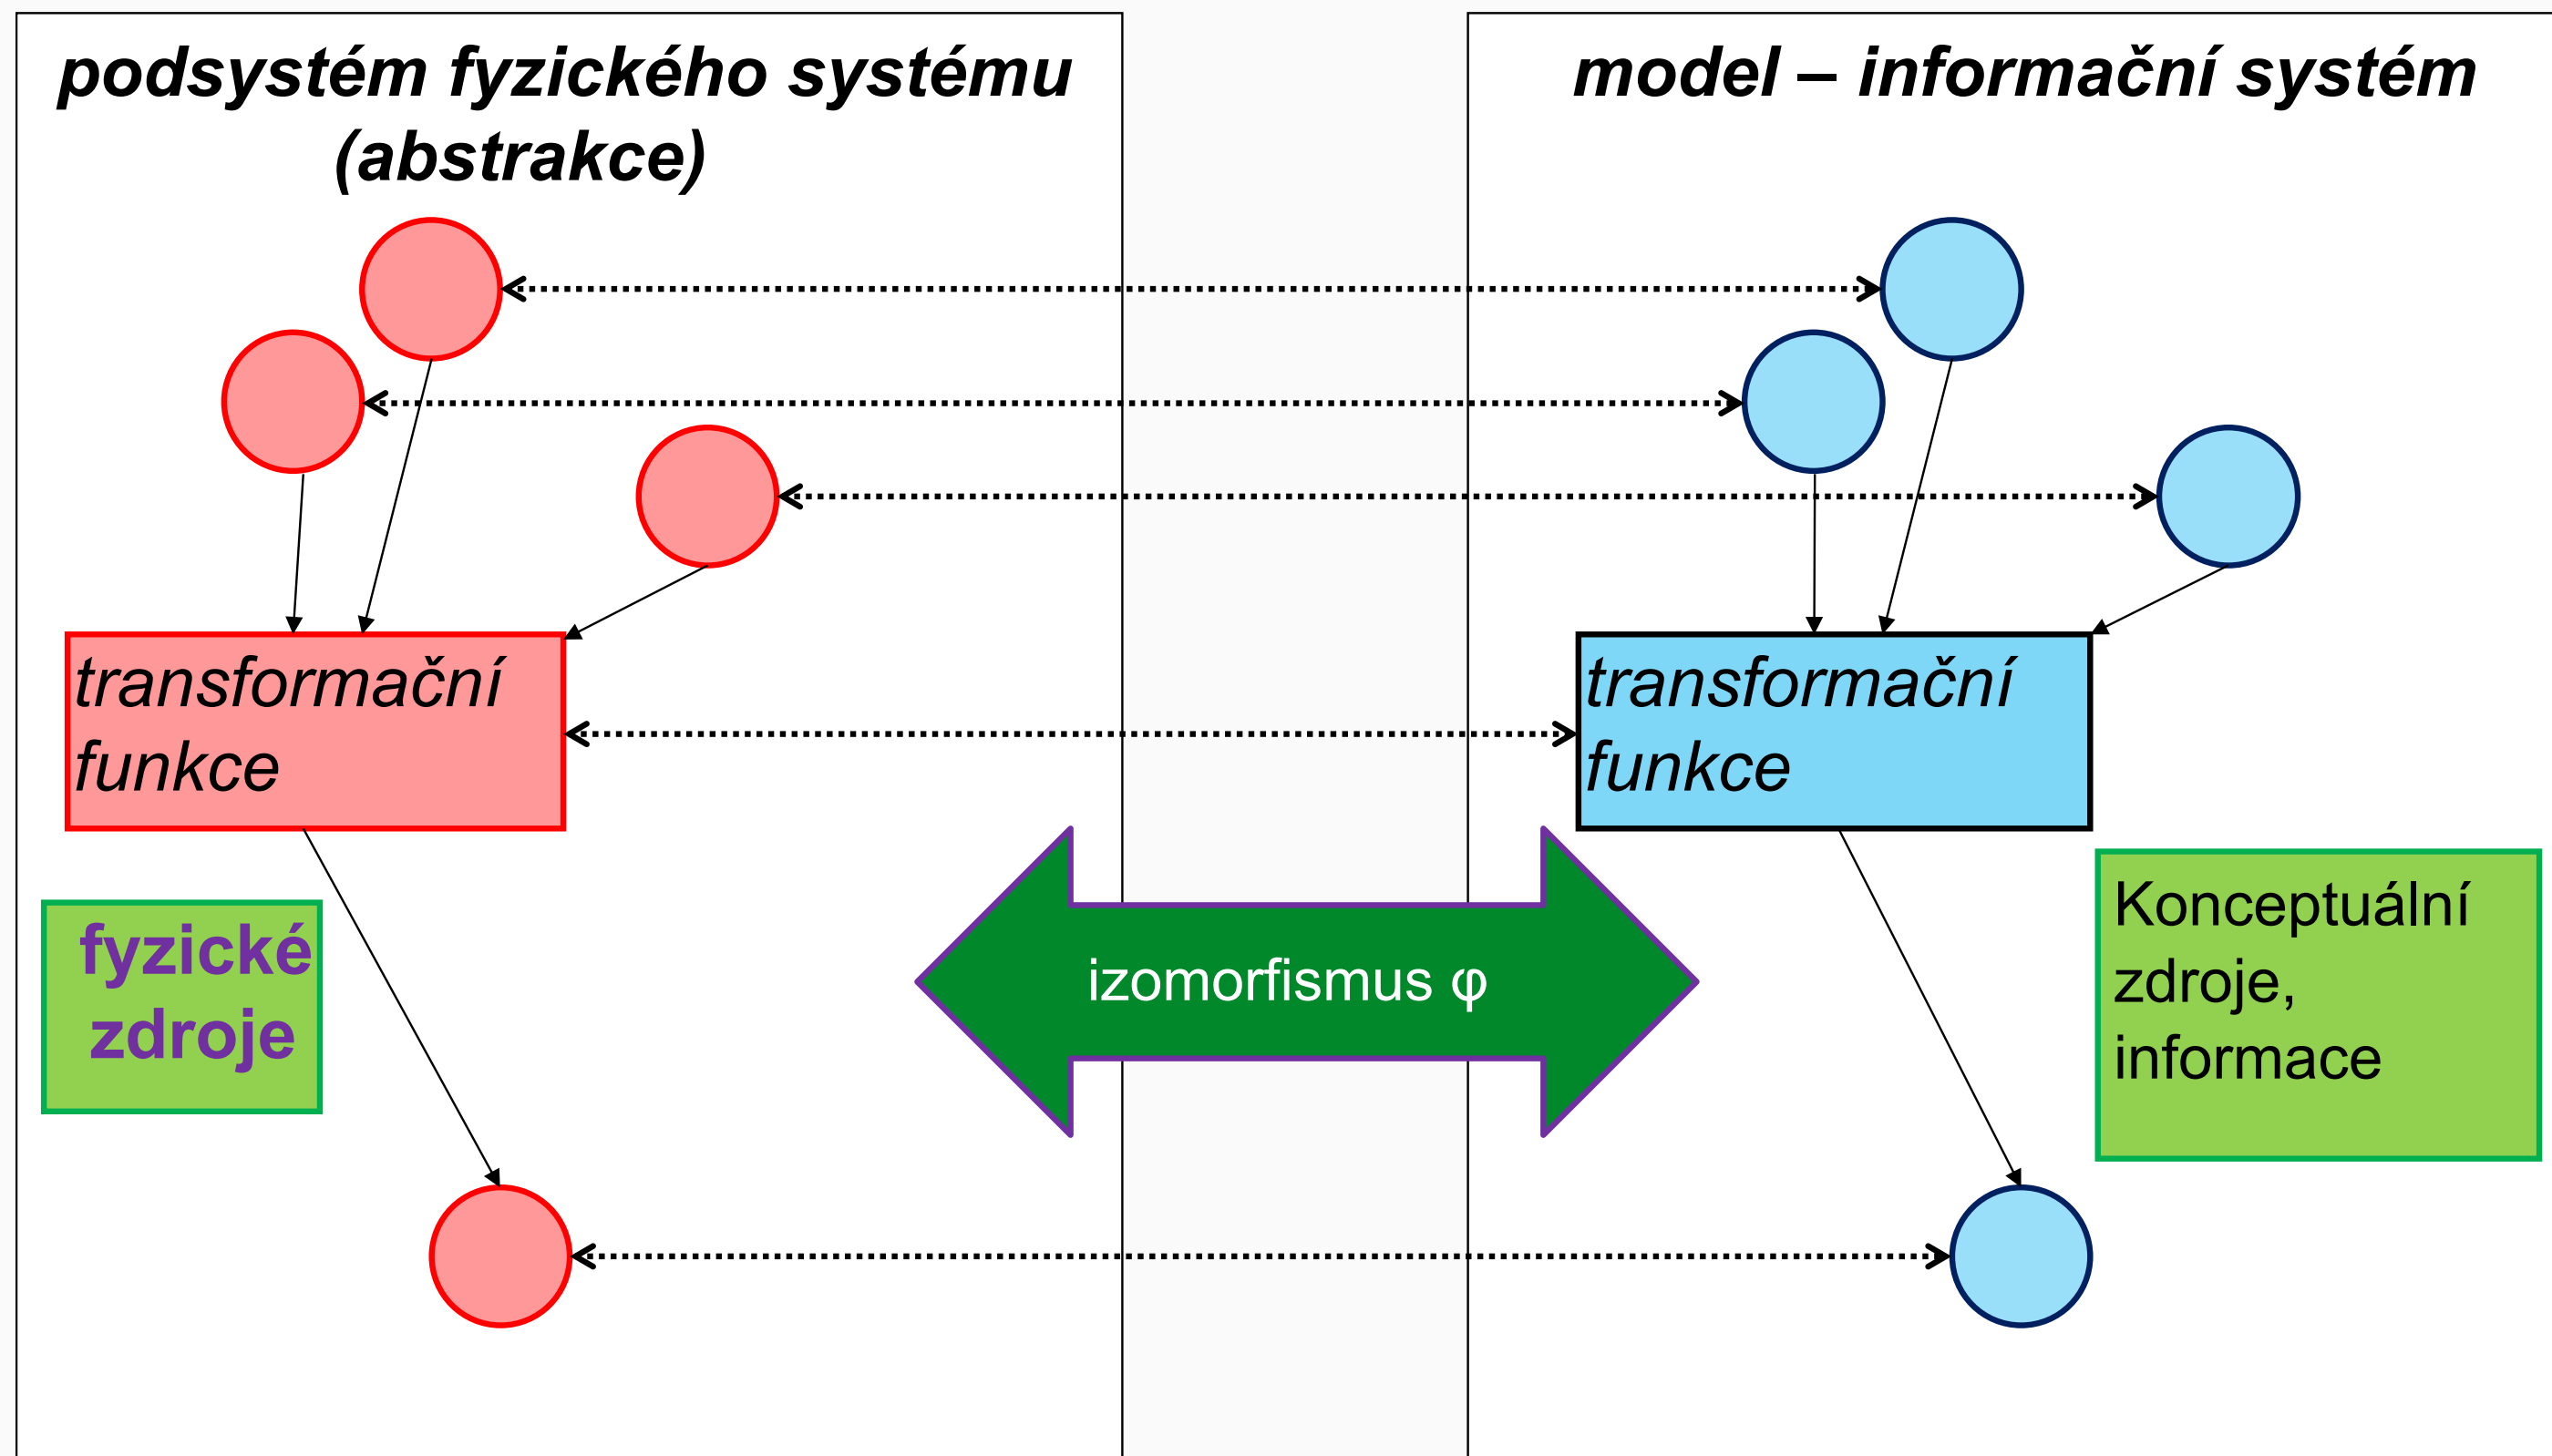 podsystém fyzického systému
(abstrakce)
model – informační systém
transformační
funkce
transformační
funkce
fyzické
zdroje
izomorfismus φ
Konceptuální
zdroje,
informace